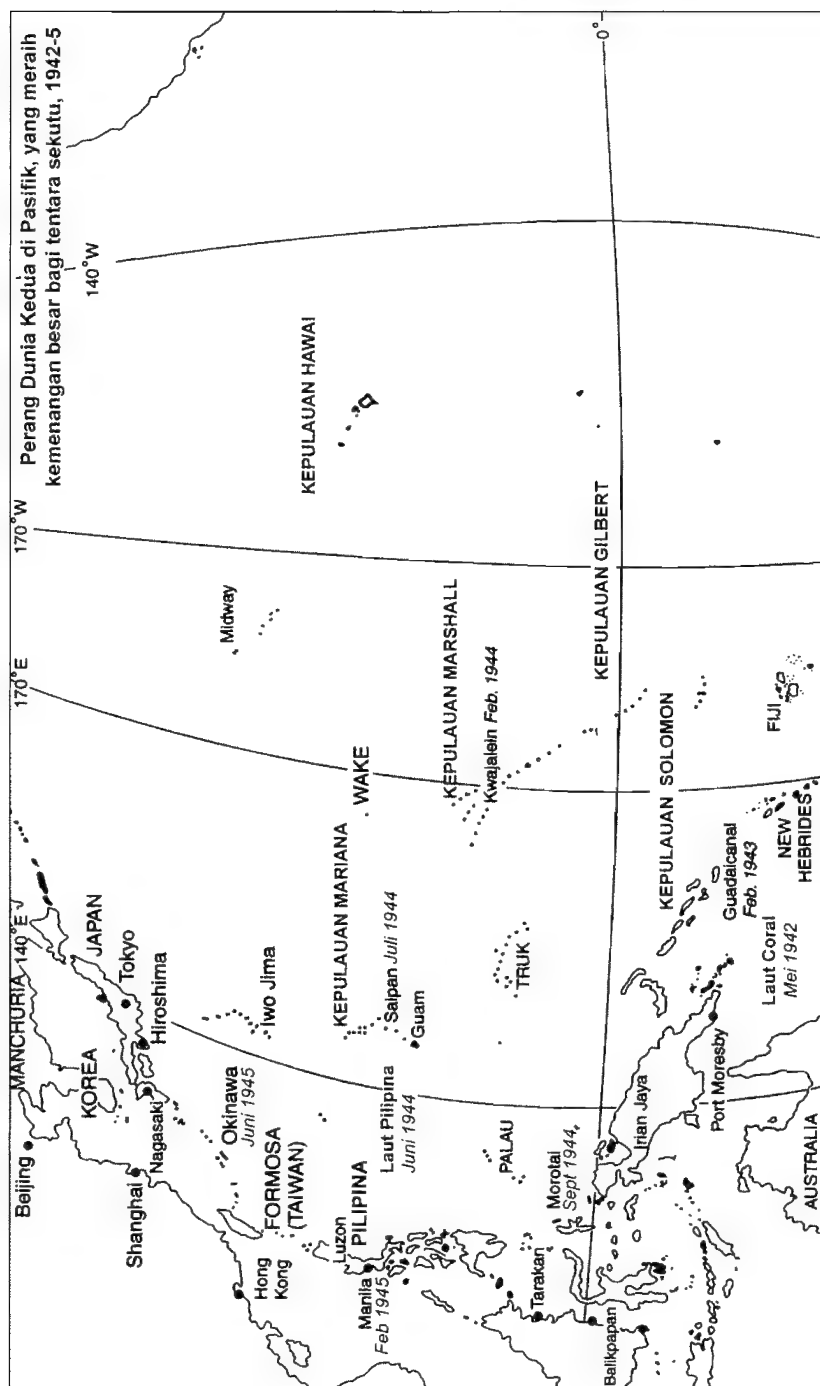 Perang Dunia Kedua di Pasifik, yang meraih
kemenangan besar bagi tentara sekutu, 1942-5
MANCHURIA
140°E
170°E
170°W
140°W
Beijing
KOREA
JAPAN
Tokyo
Hiroshima
Nagasaki
Shanghai
Okinawa
Juni 1945
Iwo Jima
Midway
KEPULAUAN HAWAI
FORMOSA
(TAIWAN)
Hong
Kong
Luzon
PILIPINA
Manila
Feb 1945
Laut Pilipina
Juni 1944
KEPULAUAN MARIANA
Saipan Juli 1944
Guam
WAKE
KEPULAUAN MARSHALL
Kwajalein Feb. 1944
PALAU
TRUK
Morotai
Sept 1944
Tarakan
Balikpapan
KEPULAUAN GILBERT
0°
Irian Jaya
Port Moresby
KEPULAUAN SOLOMON
Guadaicanal
Feb. 1943
Laut Coral
Mei 1942
NEW
HEBRIDES
FIJI
AUSTRALIA